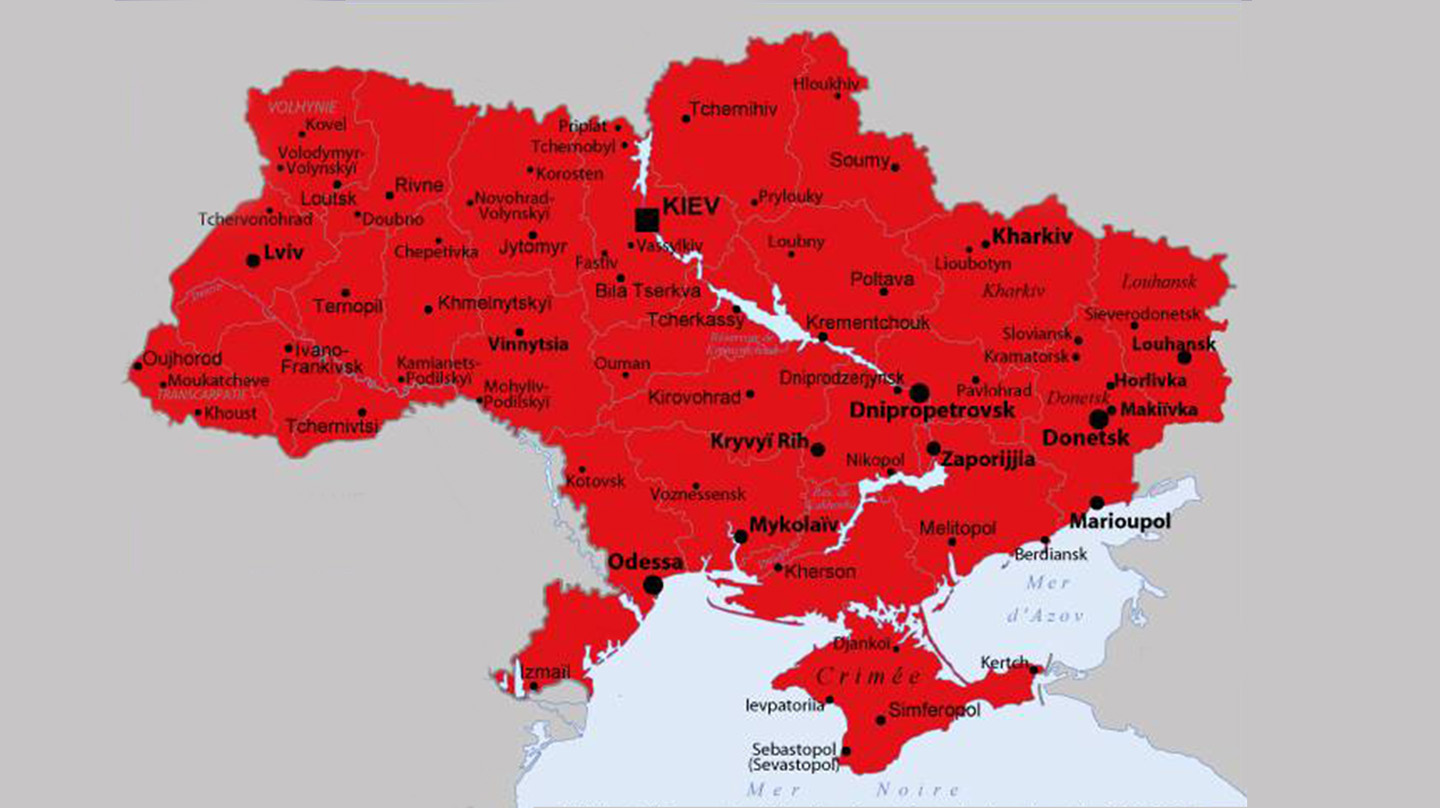 Hloukhiv
VOLHYNIE
Tchernihiv
Kovel
Pripiat
Tchernobyl
Volodymyr-
Volynskyï
Soumy
Korosten
Rivne
Loutsk
Novohrad-
Volynskyï
Prylouky
KIEV
Tchervonohrad
Doubno
Kharkiv
Jytomyr
Vassylkiv
Loubny
Lviv
Chepetivka
Fastiv
Lioubotyn
Poltava
Louhansk
Kharkiv
Bila Tserkva
Ternopil
Khmelnytskyï
Sieverodonetsk
Tcherkassy
Krementchouk
Sloviansk
Vinnytsia
Louhansk
Ivano-
Frankivsk
Oujhorod
Kramatorsk
Kamianets-
Podilskyï
Ouman
Dniprodzerjynsk
Moukatcheve
Horlivka
TRANSCARPATIE
Mohyliv-
Podilskyï
Kirovohrad
Pavlohrad
Donetsk
Dnipropetrovsk
Makiïvka
Khoust
Tchernivtsi
Donetsk
Kryvyï Rih
Nikopol
Zaporijjia
Kotovsk
Voznessensk
Marioupol
Mykolaïv
Melitopol
Berdiansk
Odessa
Kherson
Mer
d'Azov
Djankoï
Kertch
Izmaïl
Crimée
Ievpatoriia
Simferopol
Sebastopol
(Sevastopol)
Mer Noire